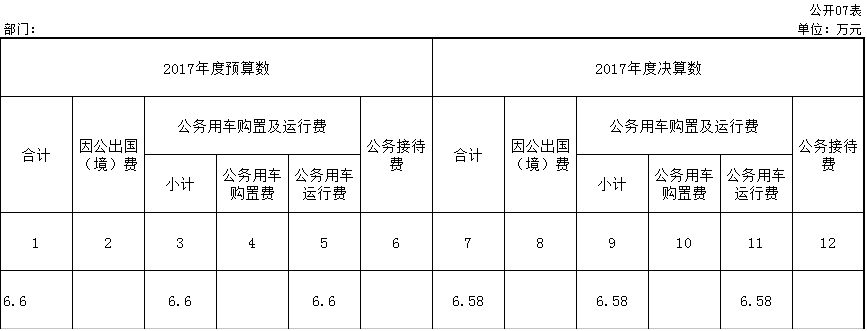 公开07表
部门：
单位：万元
2017年度预算数
2017年度决算数
合计
因公出国
（境）费
公务用车购置及运行费
公务接待
费
合计
因公出国
（境）费
公务用车购置及运行费
公务接待
费
小计
公务用车
购置费
公务用车
运行费
小计
公务用车
购置费
公务用车
运行费
1 2 3 4 5 6 7 8 9 10 11 12
6.6 6.6 6.6 6.58 6.58 6.58